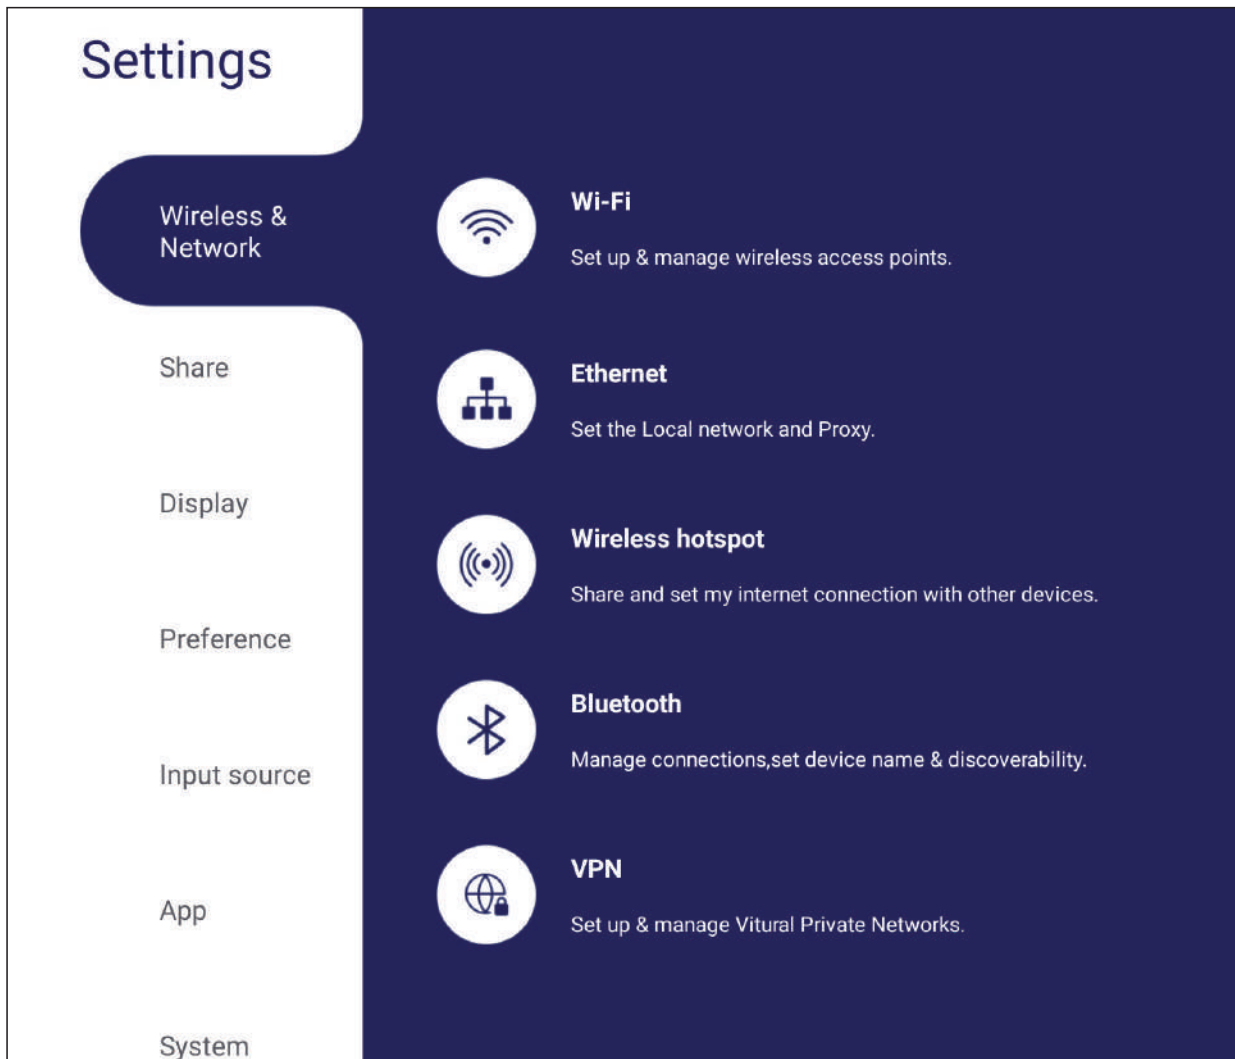 Settings
Wireless &
Network
Share
Display
Preference
Input source
App
System
Wi-Fi
Set up & manage wireless access points.
Ethernet
Set the Local network and Proxy.
Wireless hotspot
Share and set my internet connection with other devices.
Bluetooth
Manage connections,set device name & discoverability.
VPN
Set up & manage Vitural Private Networks.